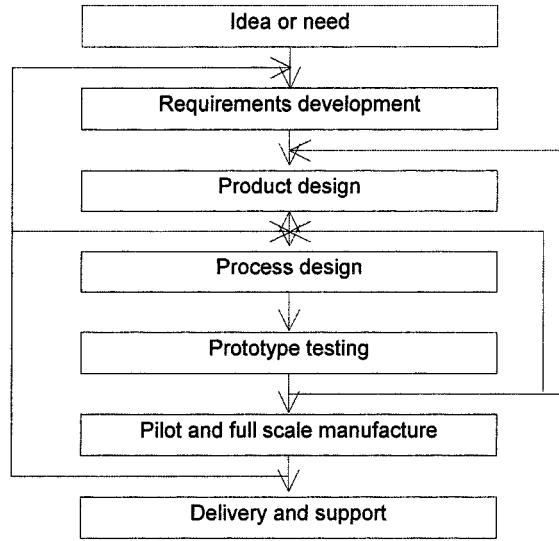 Idea or need
Requirements development
Product design
Process design
Prototype testing
Pilot and full scale manufacture
Delivery and support